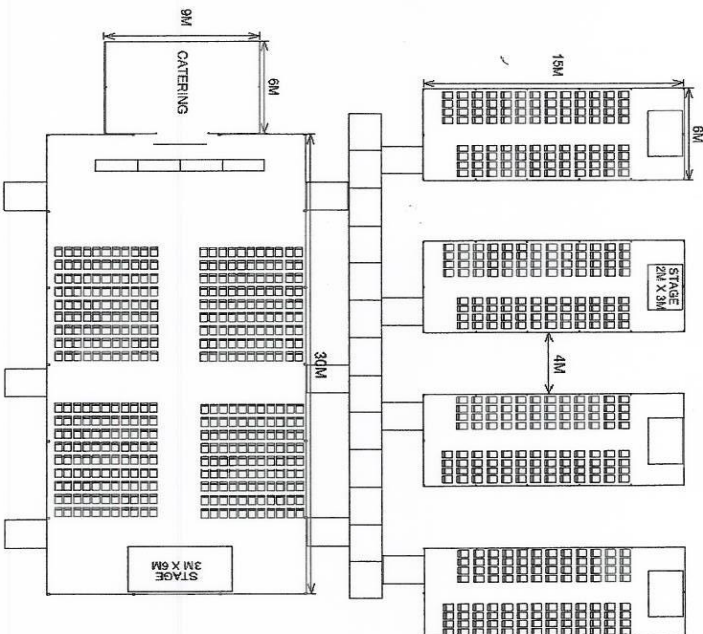 9M
CATERING
6M
30M
STAGE
3M X 6M
15M
6M
STAGE
2M X 3M
4M